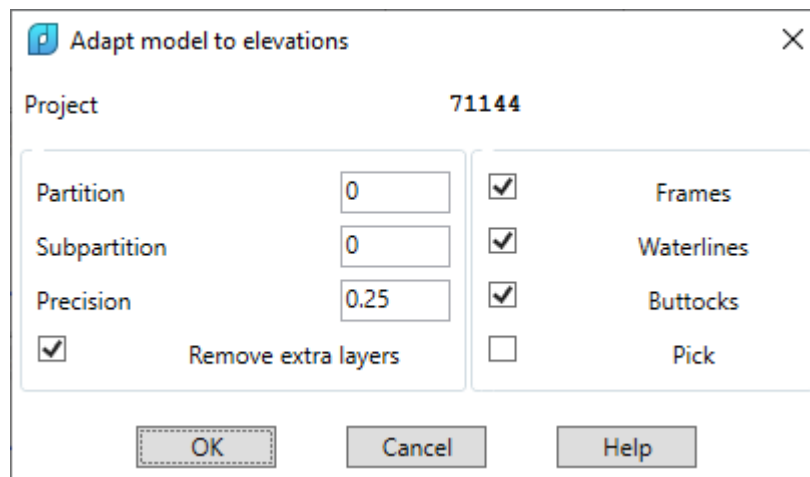 Adapt model to elevations
Project 71144
Partition 0 Frames
Subpartition 0 Waterlines
Precision 0.25 Buttocks
Remove extra layers Pick
OK Cancel Help